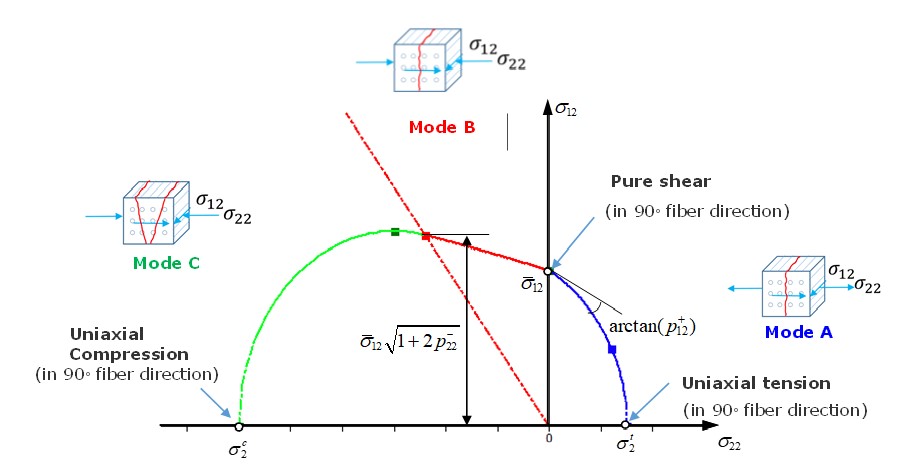 σ₁₂
σ₂₂
Mode B
σ₁₂
Pure shear
(in 90◦ fiber direction)
σ₁₂
σ₂₂
Mode C
σ̅₁₂
σ₁₂
σ₂₂
arctan(p₁₂⁺)
Mode A
Uniaxial
Compression
(in 90◦ fiber direction)
σ̅₁₂√(1+2p₂₂⁻)
Uniaxial tension
(in 90◦ fiber direction)
σ₂ᶜ
0
σ₂ᵗ
σ₂₂